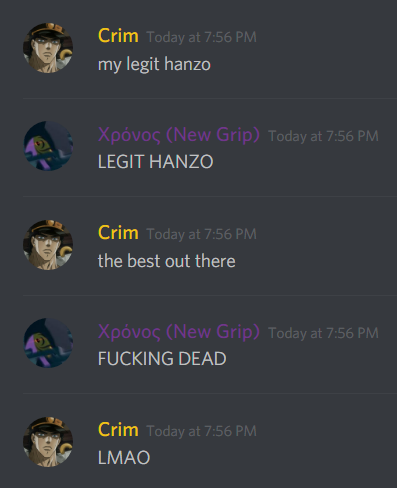 Crim Today at 7:56 PM
my legit hanzo
Χρόνος (New Grip) Today at 7:56 PM
LEGIT HANZO
Crim Today at 7:56 PM
the best out there
Χρόνος (New Grip) Today at 7:56 PM
FUCKING DEAD
Crim Today at 7:56 PM
LMAO